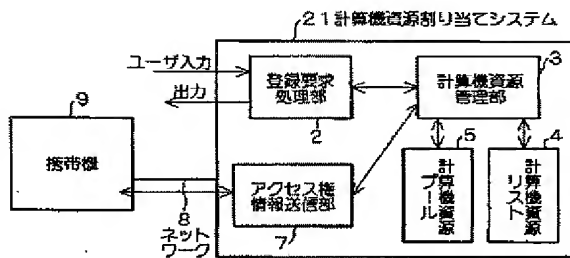 21計算機資源割り当てシステム
ユーザ入力
出力
登録要求
処理部
2
3
計算機資源
管理部
9
携帯機
8
ネット
ワーク
アクセス権
情報送信部
7
5
計算機資源
プール
4
計算機資源
リスト